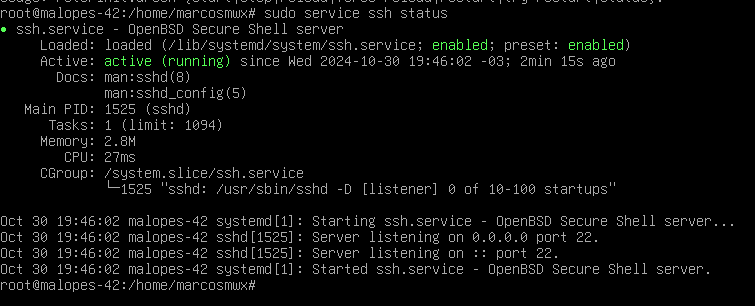 root@malopes-42:/home/marcosmwx# sudo service ssh status
● ssh.service - OpenBSD Secure Shell server
Loaded: loaded (/lib/systemd/system/ssh.service; enabled; preset: enabled)
Active: active (running) since Wed 2024-10-30 19:46:02 -03; 2min 15s ago
Docs: man:sshd(8)
man:sshd_config(5)
Main PID: 1525 (sshd)
Tasks: 1 (limit: 1094)
Memory: 2.8M
CPU: 27ms
CGroup: /system.slice/ssh.service
└─1525 "sshd: /usr/sbin/sshd -D [listener] 0 of 10-100 startups"
Oct 30 19:46:02 malopes-42 systemd[1]: Starting ssh.service - OpenBSD Secure Shell server...
Oct 30 19:46:02 malopes-42 sshd[1525]: Server listening on 0.0.0.0 port 22.
Oct 30 19:46:02 malopes-42 sshd[1525]: Server listening on :: port 22.
Oct 30 19:46:02 malopes-42 systemd[1]: Started ssh.service - OpenBSD Secure Shell server.
root@malopes-42:/home/marcosmwx#